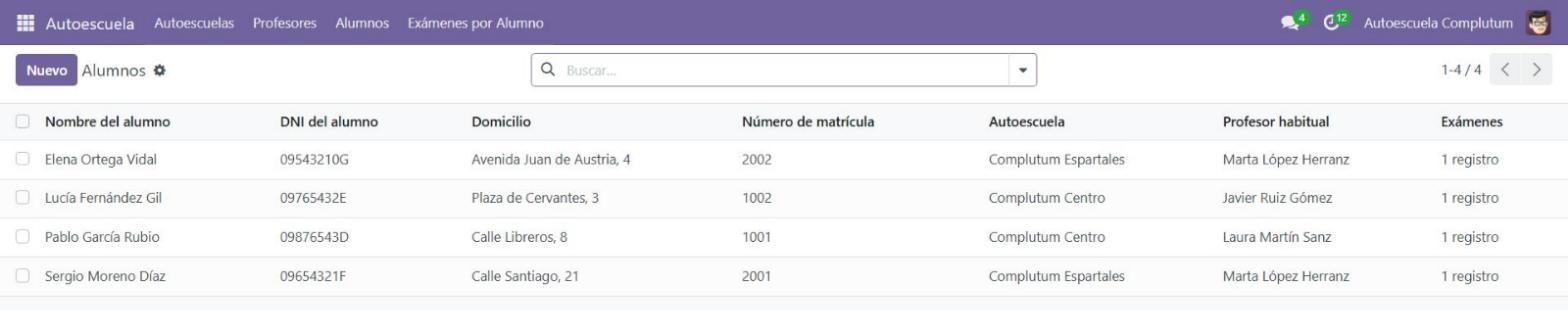 Autoescuela Autoescuelas Profesores Alumnos Exámenes por Alumno 4 12 Autoescuela Complutum
Nuevo Alumnos Buscar... 1-4 / 4
Nombre del alumno DNI del alumno Domicilio Número de matrícula Autoescuela Profesor habitual Exámenes
Elena Ortega Vidal 09543210G Avenida Juan de Austria, 4 2002 Complutum Espartales Marta López Herranz 1 registro
Lucía Fernández Gil 09765432E Plaza de Cervantes, 3 1002 Complutum Centro Javier Ruiz Gómez 1 registro
Pablo García Rubio 09876543D Calle Libreros, 8 1001 Complutum Centro Laura Martín Sanz 1 registro
Sergio Moreno Díaz 09654321F Calle Santiago, 21 2001 Complutum Espartales Marta López Herranz 1 registro